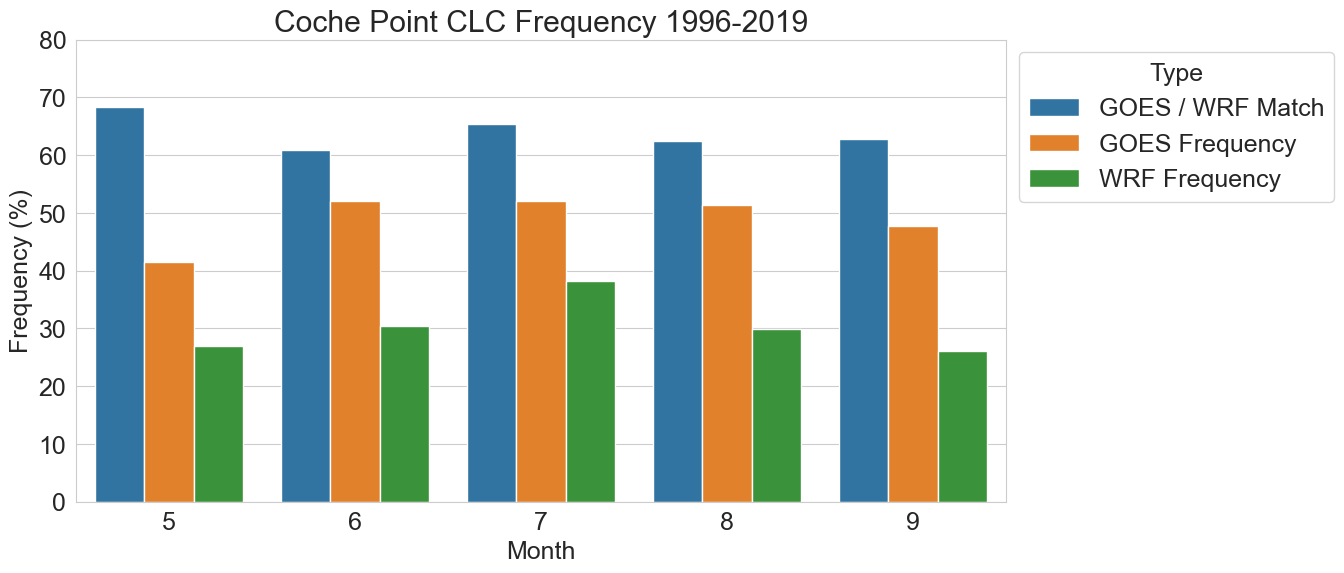 Coche Point CLC Frequency 1996-2019
Frequency (%)
80
70
60
50
40
30
20
10
0
5 6 7 8 9
Month
Type
GOES / WRF Match
GOES Frequency
WRF Frequency